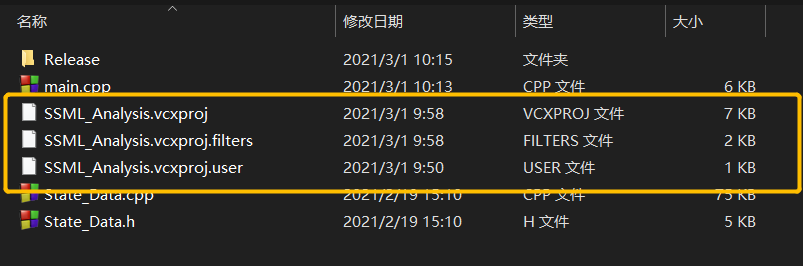 名称 修改日期 类型 大小
Release 2021/3/1 10:15 文件夹
main.cpp 2021/3/1 10:13 CPP 文件 6 KB
SSML_Analysis.vcxproj 2021/3/1 9:58 VCXPROJ 文件 7 KB
SSML_Analysis.vcxproj.filters 2021/3/1 9:58 FILTERS 文件 2 KB
SSML_Analysis.vcxproj.user 2021/3/1 9:50 USER 文件 1 KB
State_Data.cpp 2021/2/19 15:10 CPP 文件 75 KB
State_Data.h 2021/2/19 15:10 H 文件 5 KB